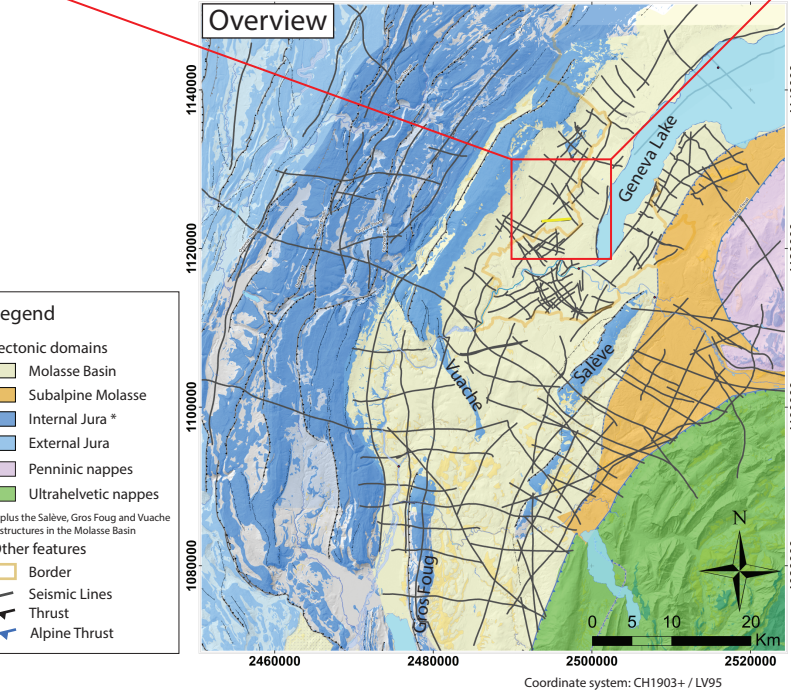 Overview
1140000
1120000
1100000
1080000
Geneva Lake
Vuache
Salève
Gros Foug
egend
ectonic domains
Molasse Basin
Subalpine Molasse
Internal Jura *
External Jura
Penninic nappes
Ultrahelvetic nappes
plus the Salève, Gros Foug and Vuache
structures in the Molasse Basin
ther features
Border
Seismic Lines
Thrust
Alpine Thrust
N
0 5 10 20
Km
2460000 2480000 2500000 2520000
Coordinate system: CH1903+ / LV95